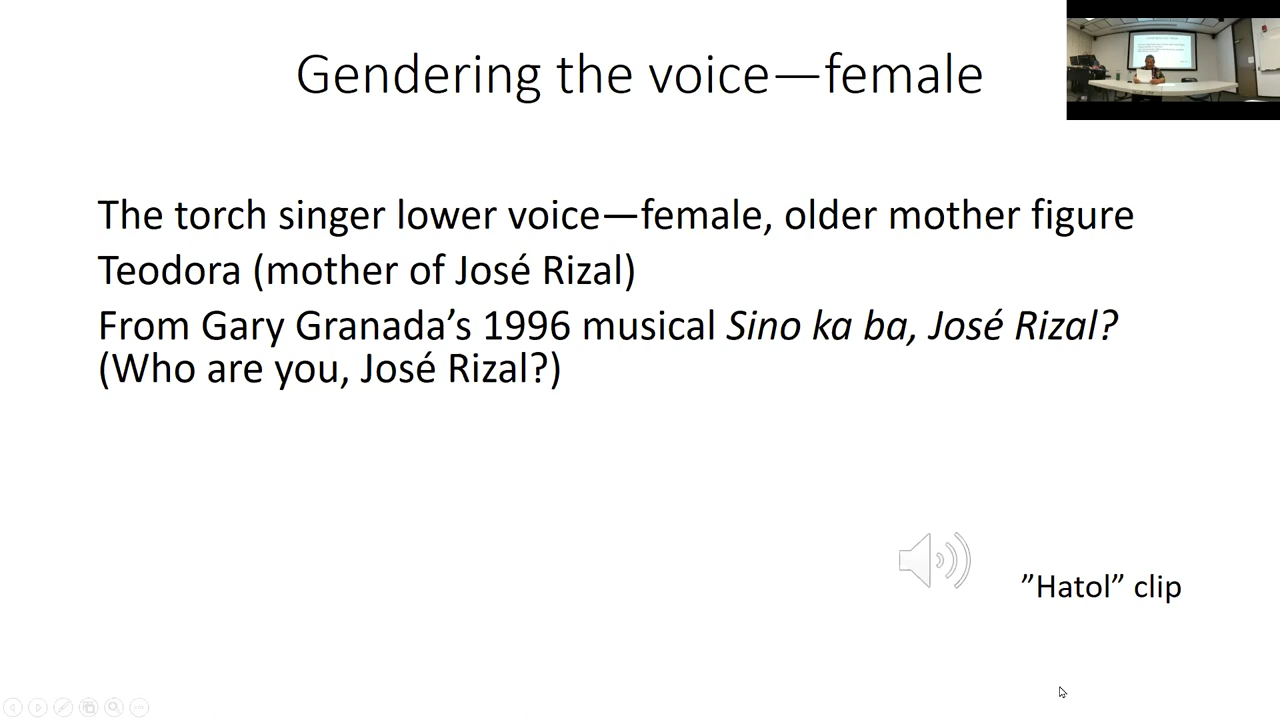 Gendering the voice—female
The torch singer lower voice—female, older mother figure
Teodora (mother of José Rizal)
From Gary Granada’s 1996 musical Sino ka ba, José Rizal?
(Who are you, José Rizal?)
”Hatol” clip